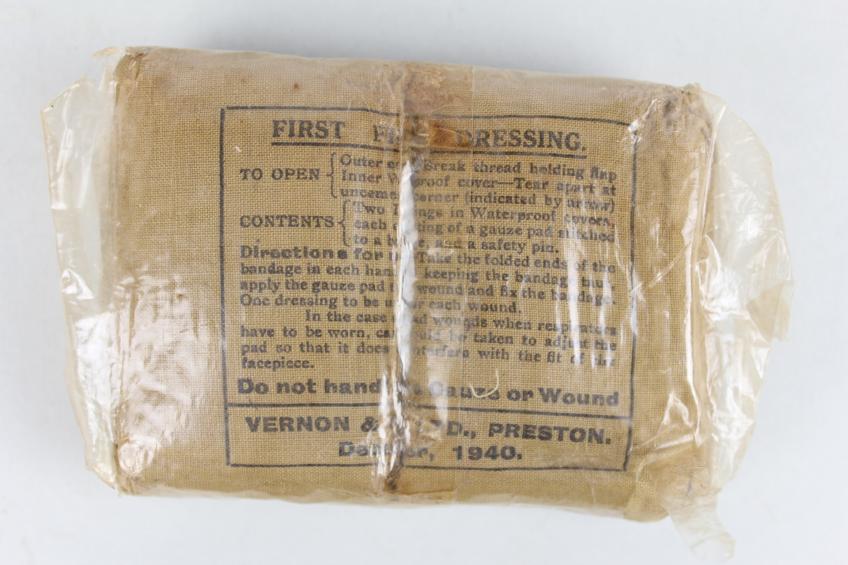 FIRST DRESSING.
TO OPEN Outer Break thread holding flap
Inner cover—Tear apart at
corner (indicated by arrow)
CONTENTS Two in Waterproof covers,
each of a gauze pad stitched
to a and a safety pin.
Directions for Take the folded ends of the
bandage in each keeping the bandage
apply the gauze pad wound and fix the bandage.
One dressing to be each wound.
In the case wounds when respirators
have to be worn, be taken to adjust the
pad so that it does with the fit of the
facepiece.
Do not Gauze or Wound
VERNON & PRESTON.
1940.